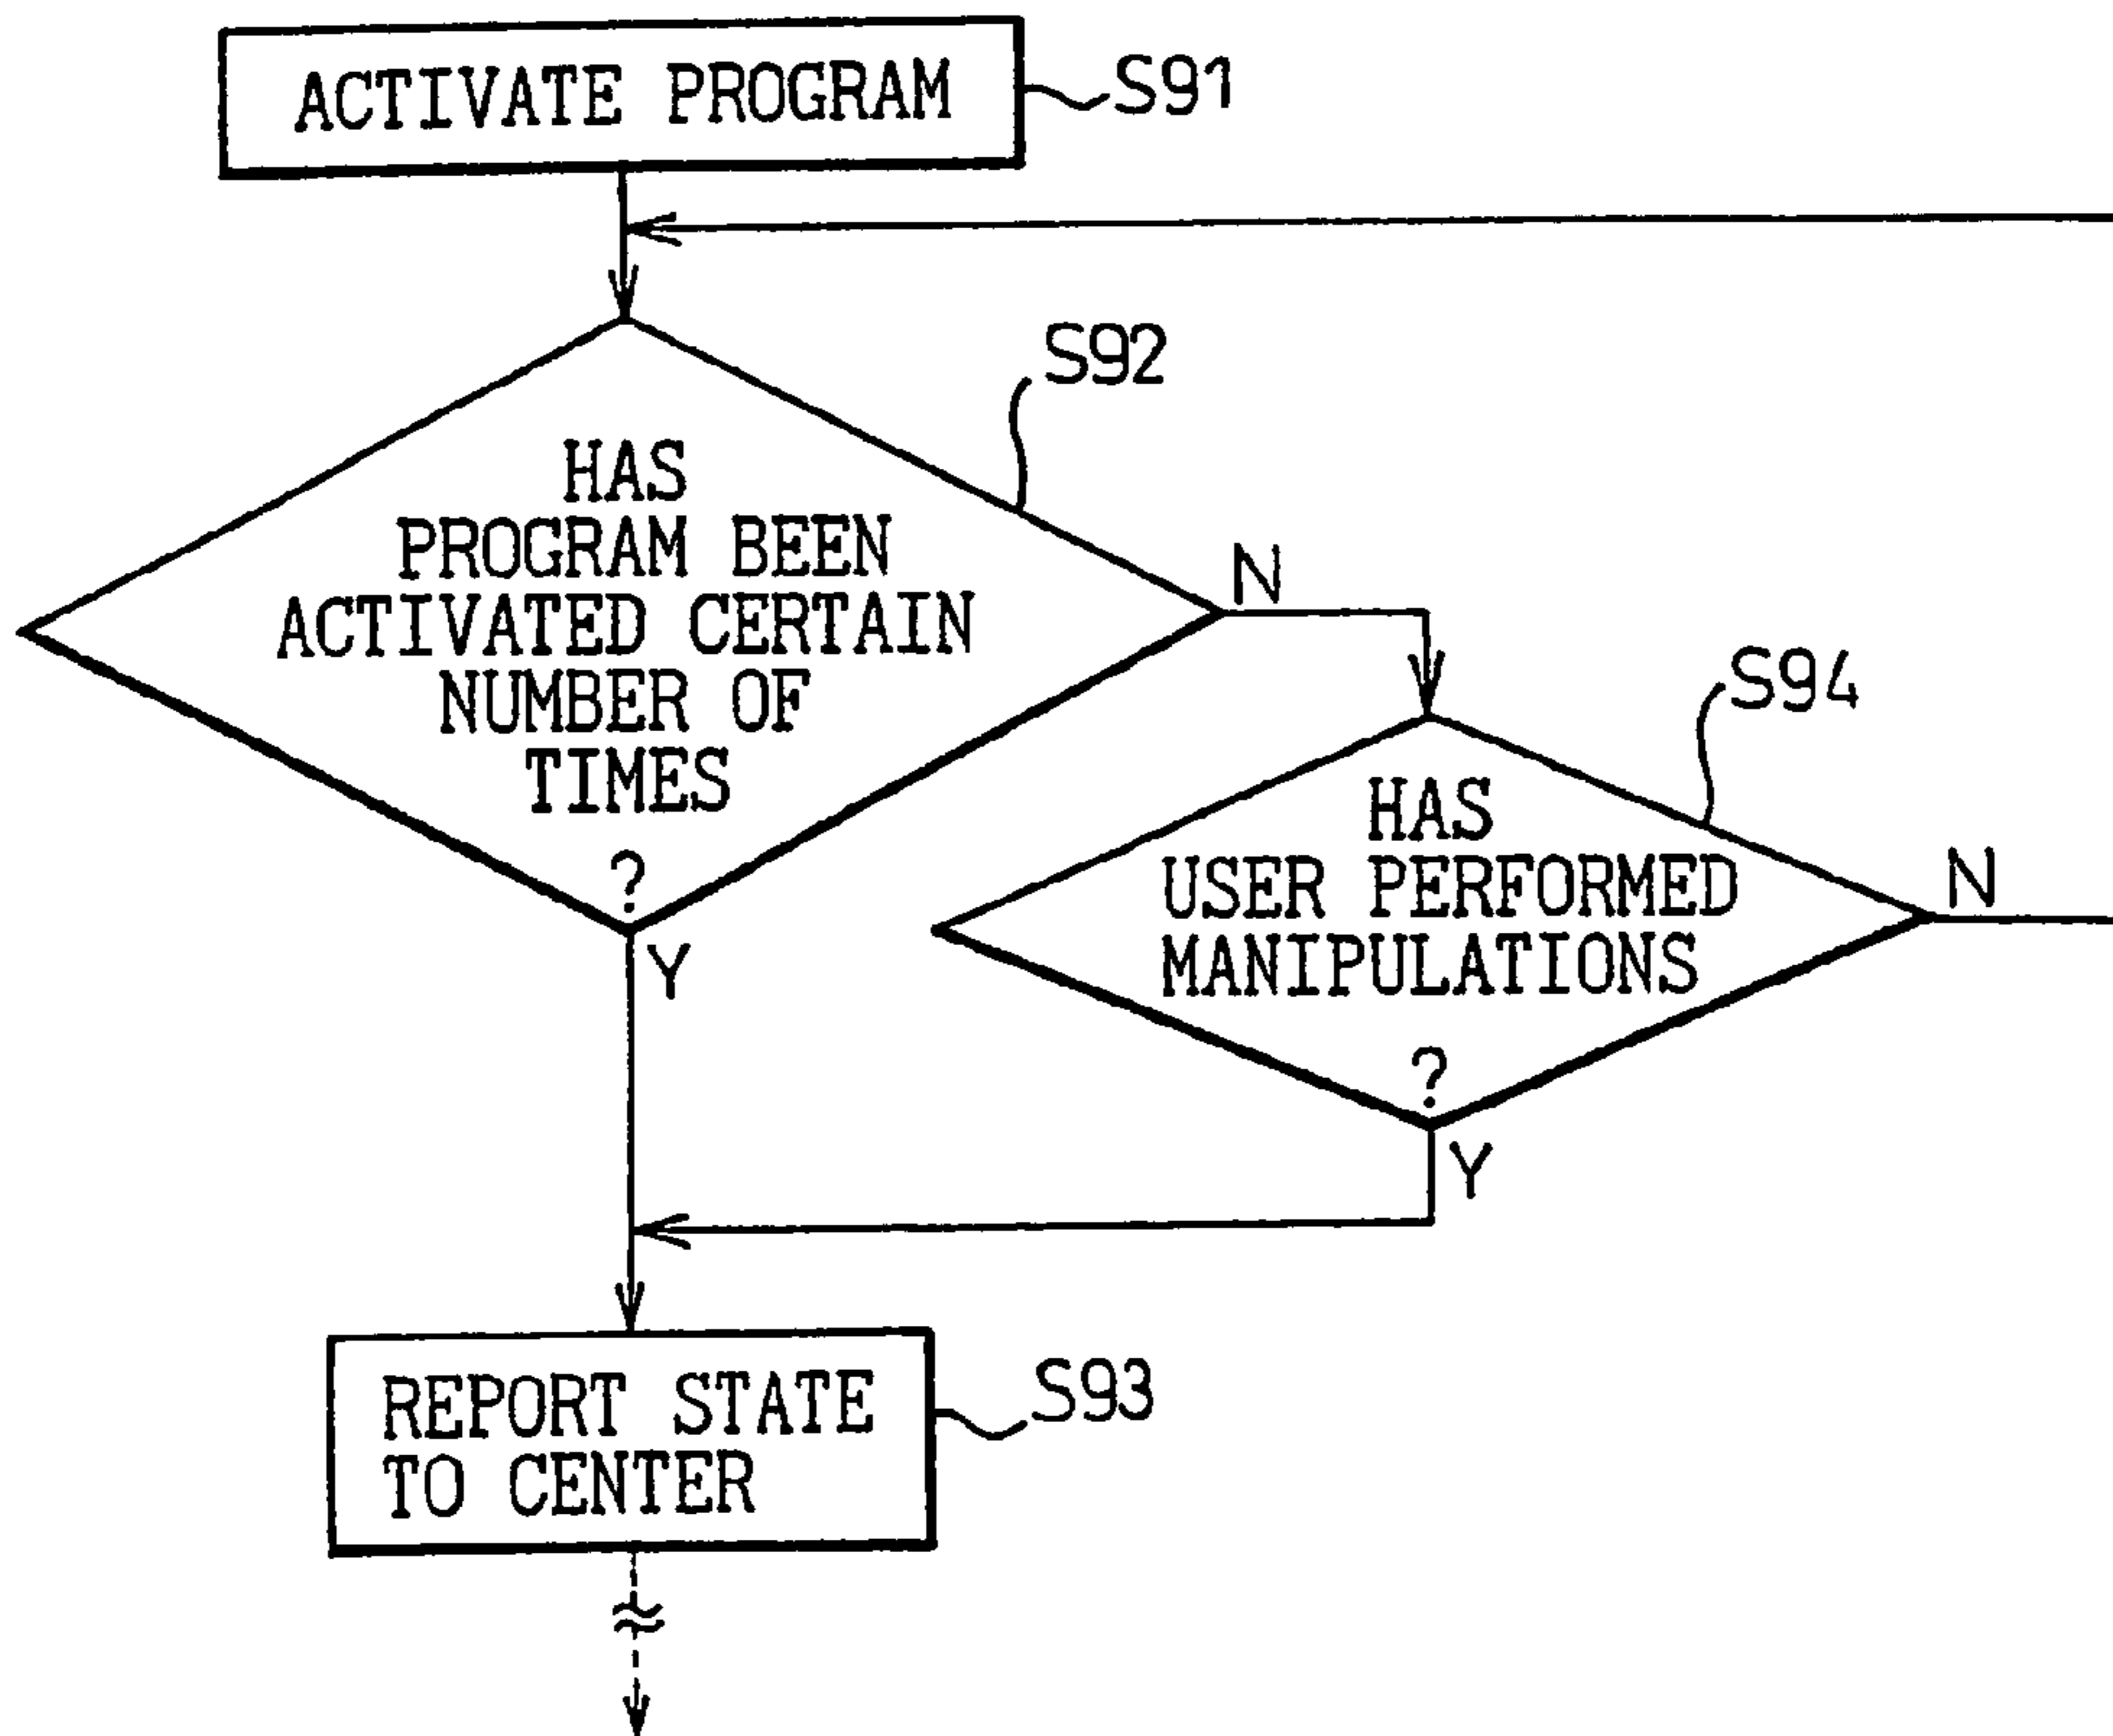 ACTIVATE PROGRAM
S91
S92
HAS
PROGRAM BEEN
ACTIVATED CERTAIN
NUMBER OF
TIMES
?
N
Y
S94
HAS
USER PERFORMED
MANIPULATIONS
?
N
Y
REPORT STATE
TO CENTER
S93